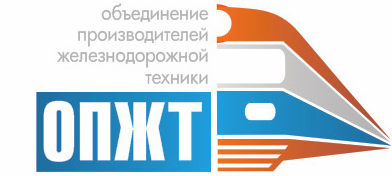 объединение
производителей
железнодорожной
техники
ОПЖТ